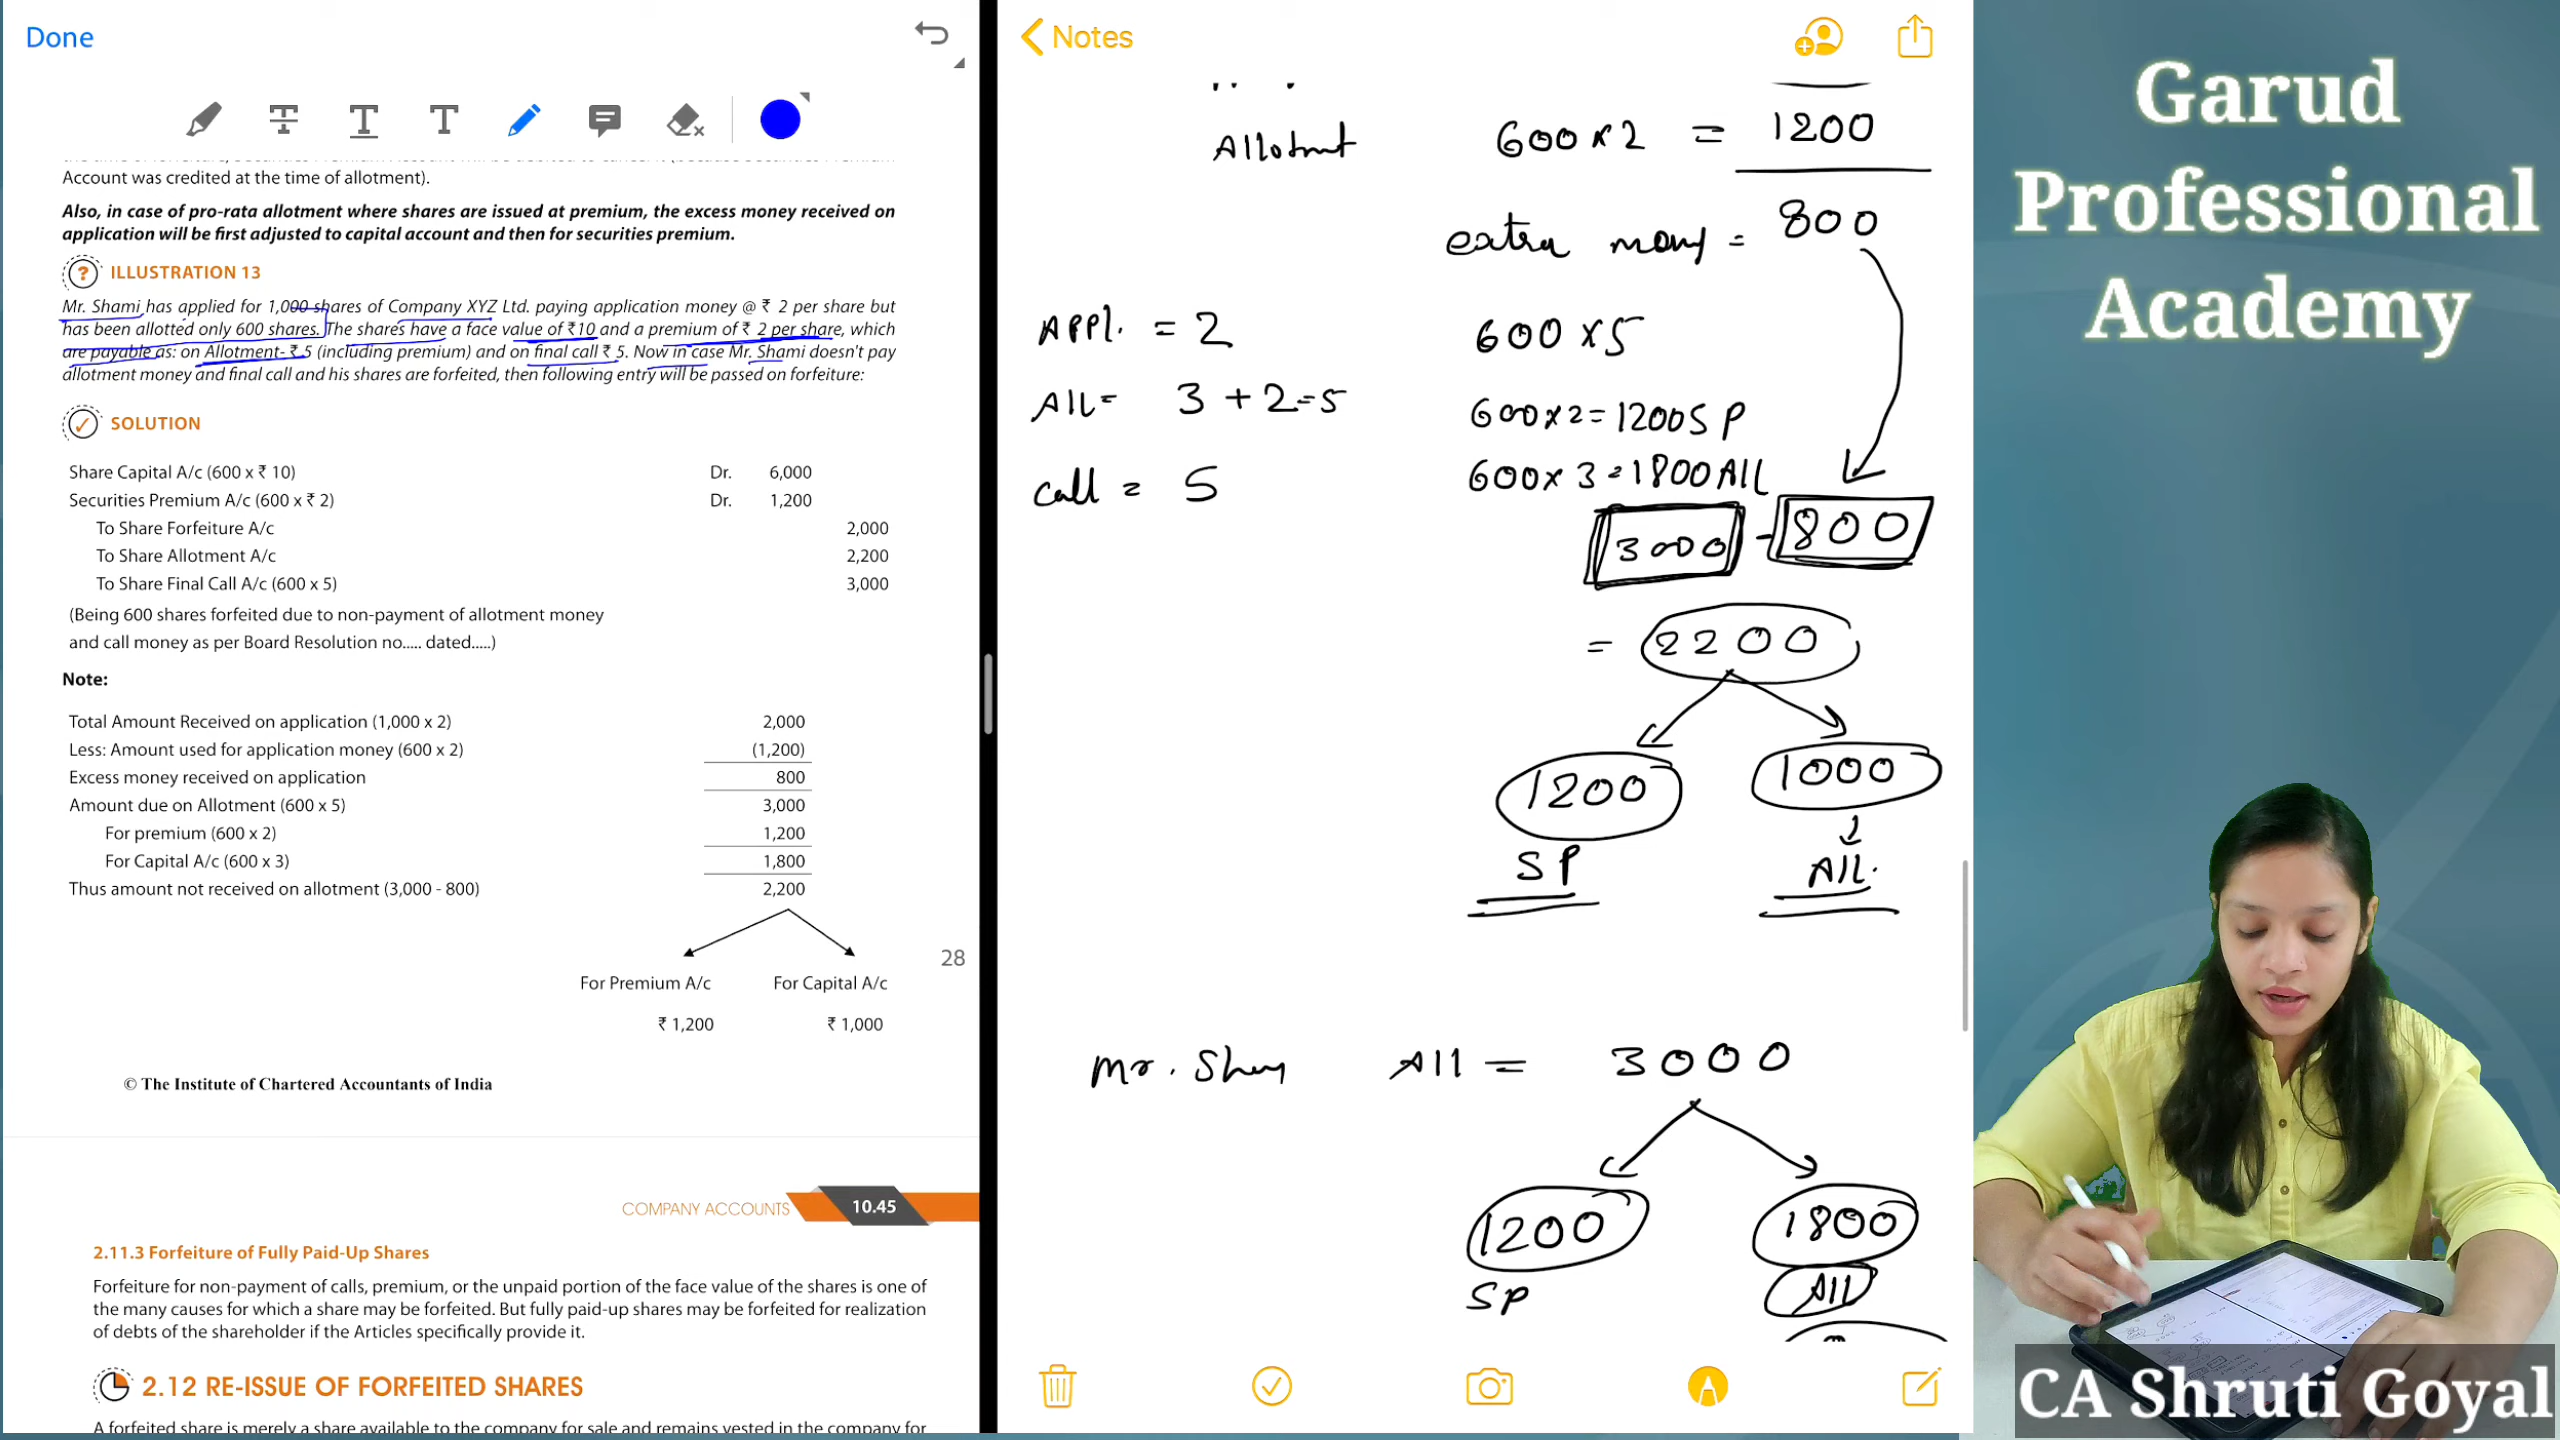 Done
Account was credited at the time of allotment).
Also, in case of pro-rata allotment where shares are issued at premium, the excess money received on
application will be first adjusted to capital account and then for securities premium.
? ILLUSTRATION 13
Mr. Shami has applied for 1,000 shares of Company XYZ Ltd. paying application money @ ₹ 2 per share but
has been allotted only 600 shares. The shares have a face value of ₹10 and a premium of ₹ 2 per share, which
are payable as: on Allotment- ₹ 5 (including premium) and on final call ₹ 5. Now in case Mr. Shami doesn't pay
allotment money and final call and his shares are forfeited, then following entry will be passed on forfeiture:
SOLUTION
Share Capital A/c (600 x ₹ 10) Dr. 6,000
Securities Premium A/c (600 x ₹ 2) Dr. 1,200
To Share Forfeiture A/c 2,000
To Share Allotment A/c 2,200
To Share Final Call A/c (600 x 5) 3,000
(Being 600 shares forfeited due to non-payment of allotment money
and call money as per Board Resolution no..... dated.....)
Note:
Total Amount Received on application (1,000 x 2) 2,000
Less: Amount used for application money (600 x 2) (1,200)
Excess money received on application 800
Amount due on Allotment (600 x 5) 3,000
For premium (600 x 2) 1,200
For Capital A/c (600 x 3) 1,800
Thus amount not received on allotment (3,000 - 800) 2,200
28
For Premium A/c For Capital A/c
₹ 1,200 ₹ 1,000
© The Institute of Chartered Accountants of India
COMPANY ACCOUNTS 10.45
2.11.3 Forfeiture of Fully Paid-Up Shares
Forfeiture for non-payment of calls, premium, or the unpaid portion of the face value of the shares is one of
the many causes for which a share may be forfeited. But fully paid-up shares may be forfeited for realization
of debts of the shareholder if the Articles specifically provide it.
2.12 RE-ISSUE OF FORFEITED SHARES
A forfeited share is merely a share available to the company for sale and remains vested in the company for
Notes
Allotmt 600 x 2 = 1200
extra mony = 800
Appl. = 2 600 x 5
All = 3 + 2 = 5 600 x 2 = 1200 SP
call = 5 600 x 3 = 1800 All
3000 - 800
= 2200
1200 1000
SP All.
Mr. All = 3000
1200 1800
SP All
Garud
Professional
Academy
CA Shruti Goyal